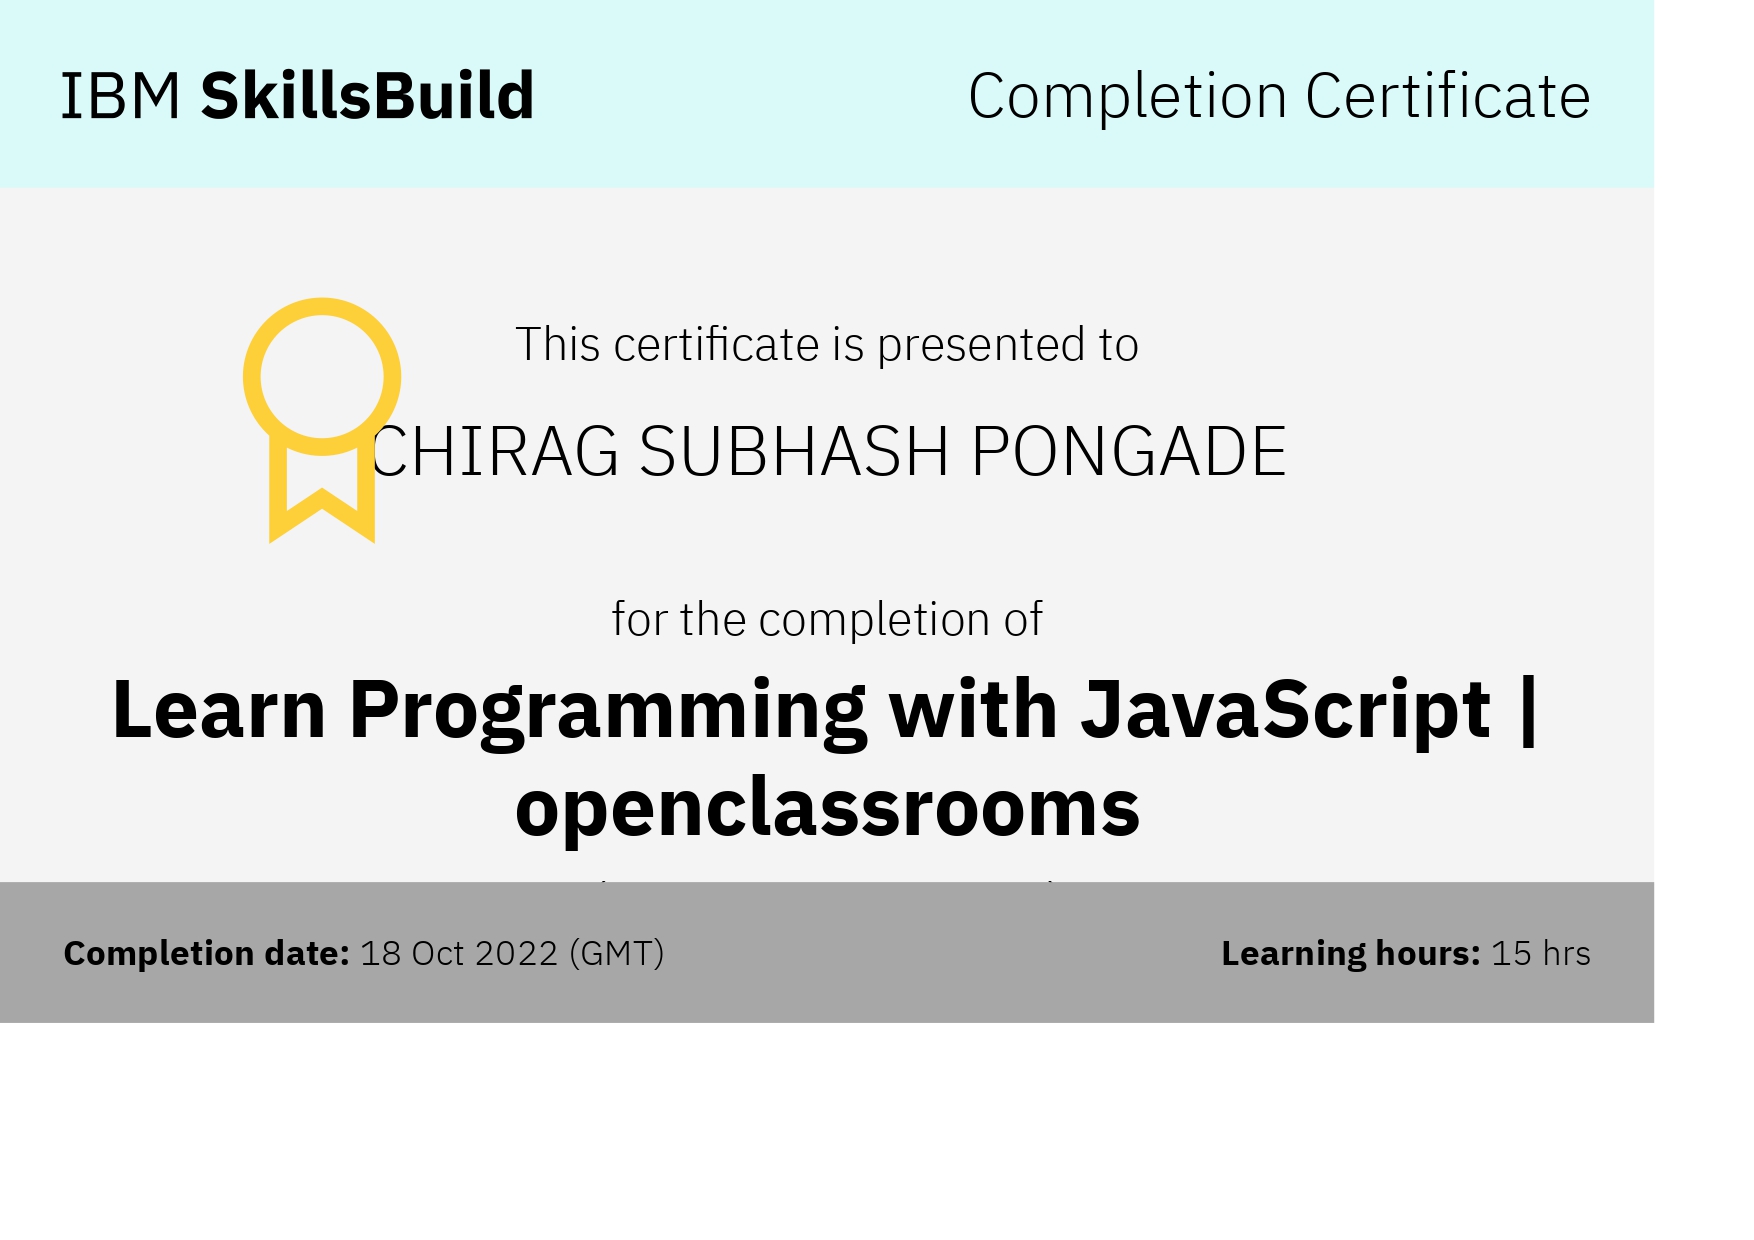 IBM SkillsBuild
Completion Certificate
This certificate is presented to
CHIRAG SUBHASH PONGADE
for the completion of
Learn Programming with JavaScript |
openclassrooms
Completion date: 18 Oct 2022 (GMT)
Learning hours: 15 hrs